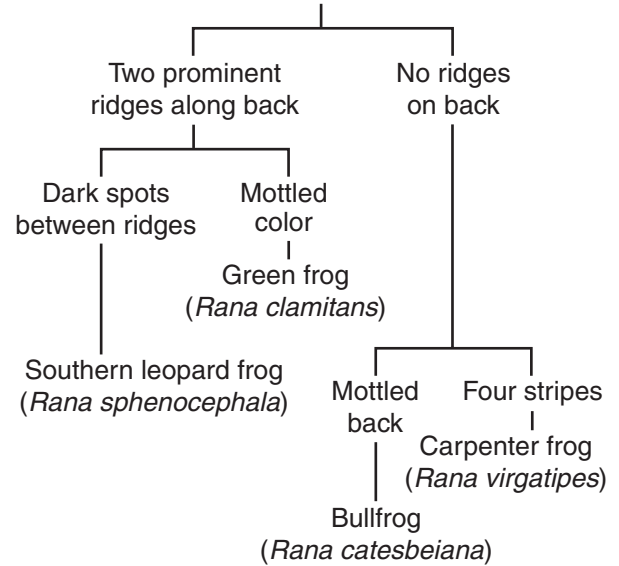 Two prominent
ridges along back
No ridges
on back
Dark spots
between ridges
Mottled
color
Green frog
(Rana clamitans)
Southern leopard frog
(Rana sphenocephala)
Mottled
back
Four stripes
Carpenter frog
(Rana virgatipes)
Bullfrog
(Rana catesbeiana)